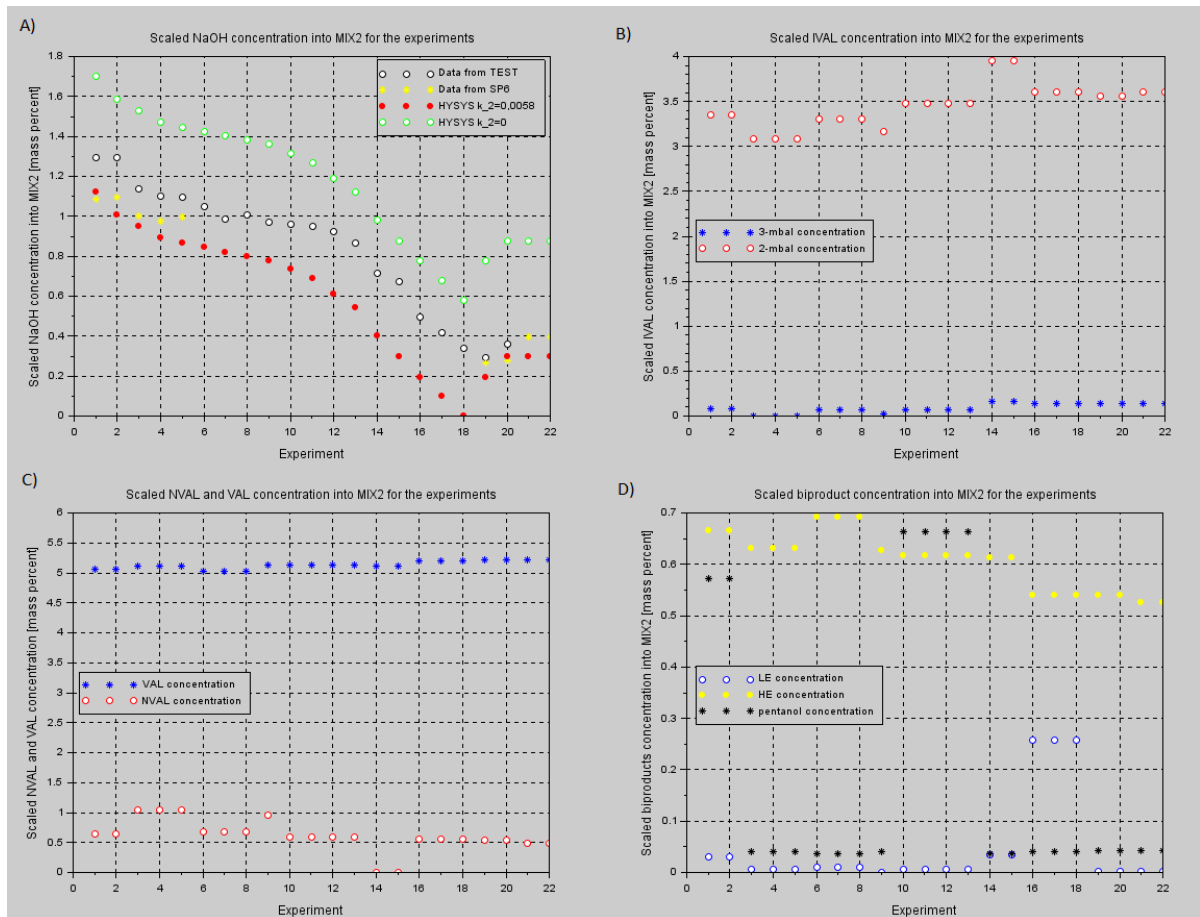 A)
Scaled NaOH concentration into MIX2 for the experiments
Scaled NaOH concentration into MIX2 [mass percent]
1.8
1.6
1.4
1.2
1
0.8
0.6
0.4
0.2
0
Data from TEST
Data from SP6
HYSYS k_2=0,0058
HYSYS k_2=0
0 2 4 6 8 10 12 14 16 18 20 22
Experiment
B)
Scaled IVAL concentration into MIX2 for the experiments
Scaled IVAL concentration into MIX2 [mass percent]
4
3.5
3
2.5
2
1.5
1
0.5
0
3-mbal concentration
2-mbal concentration
0 2 4 6 8 10 12 14 16 18 20 22
Experiment
C)
Scaled NVAL and VAL concentration into MIX2 for the experiments
Scaled NVAL and VAL concentration [mass percent]
6
5.5
5
4.5
4
3.5
3
2.5
2
1.5
1
0.5
0
VAL concentration
NVAL concentration
0 2 4 6 8 10 12 14 16 18 20 22
Experiment
D)
Scaled biproduct concentration into MIX2 for the experiments
Scaled biproducts concentration into MIX2 [mass percent]
0.7
0.6
0.5
0.4
0.3
0.2
0.1
0
LE concentration
HE concentration
pentanol concentration
0 2 4 6 8 10 12 14 16 18 20 22
Experiment